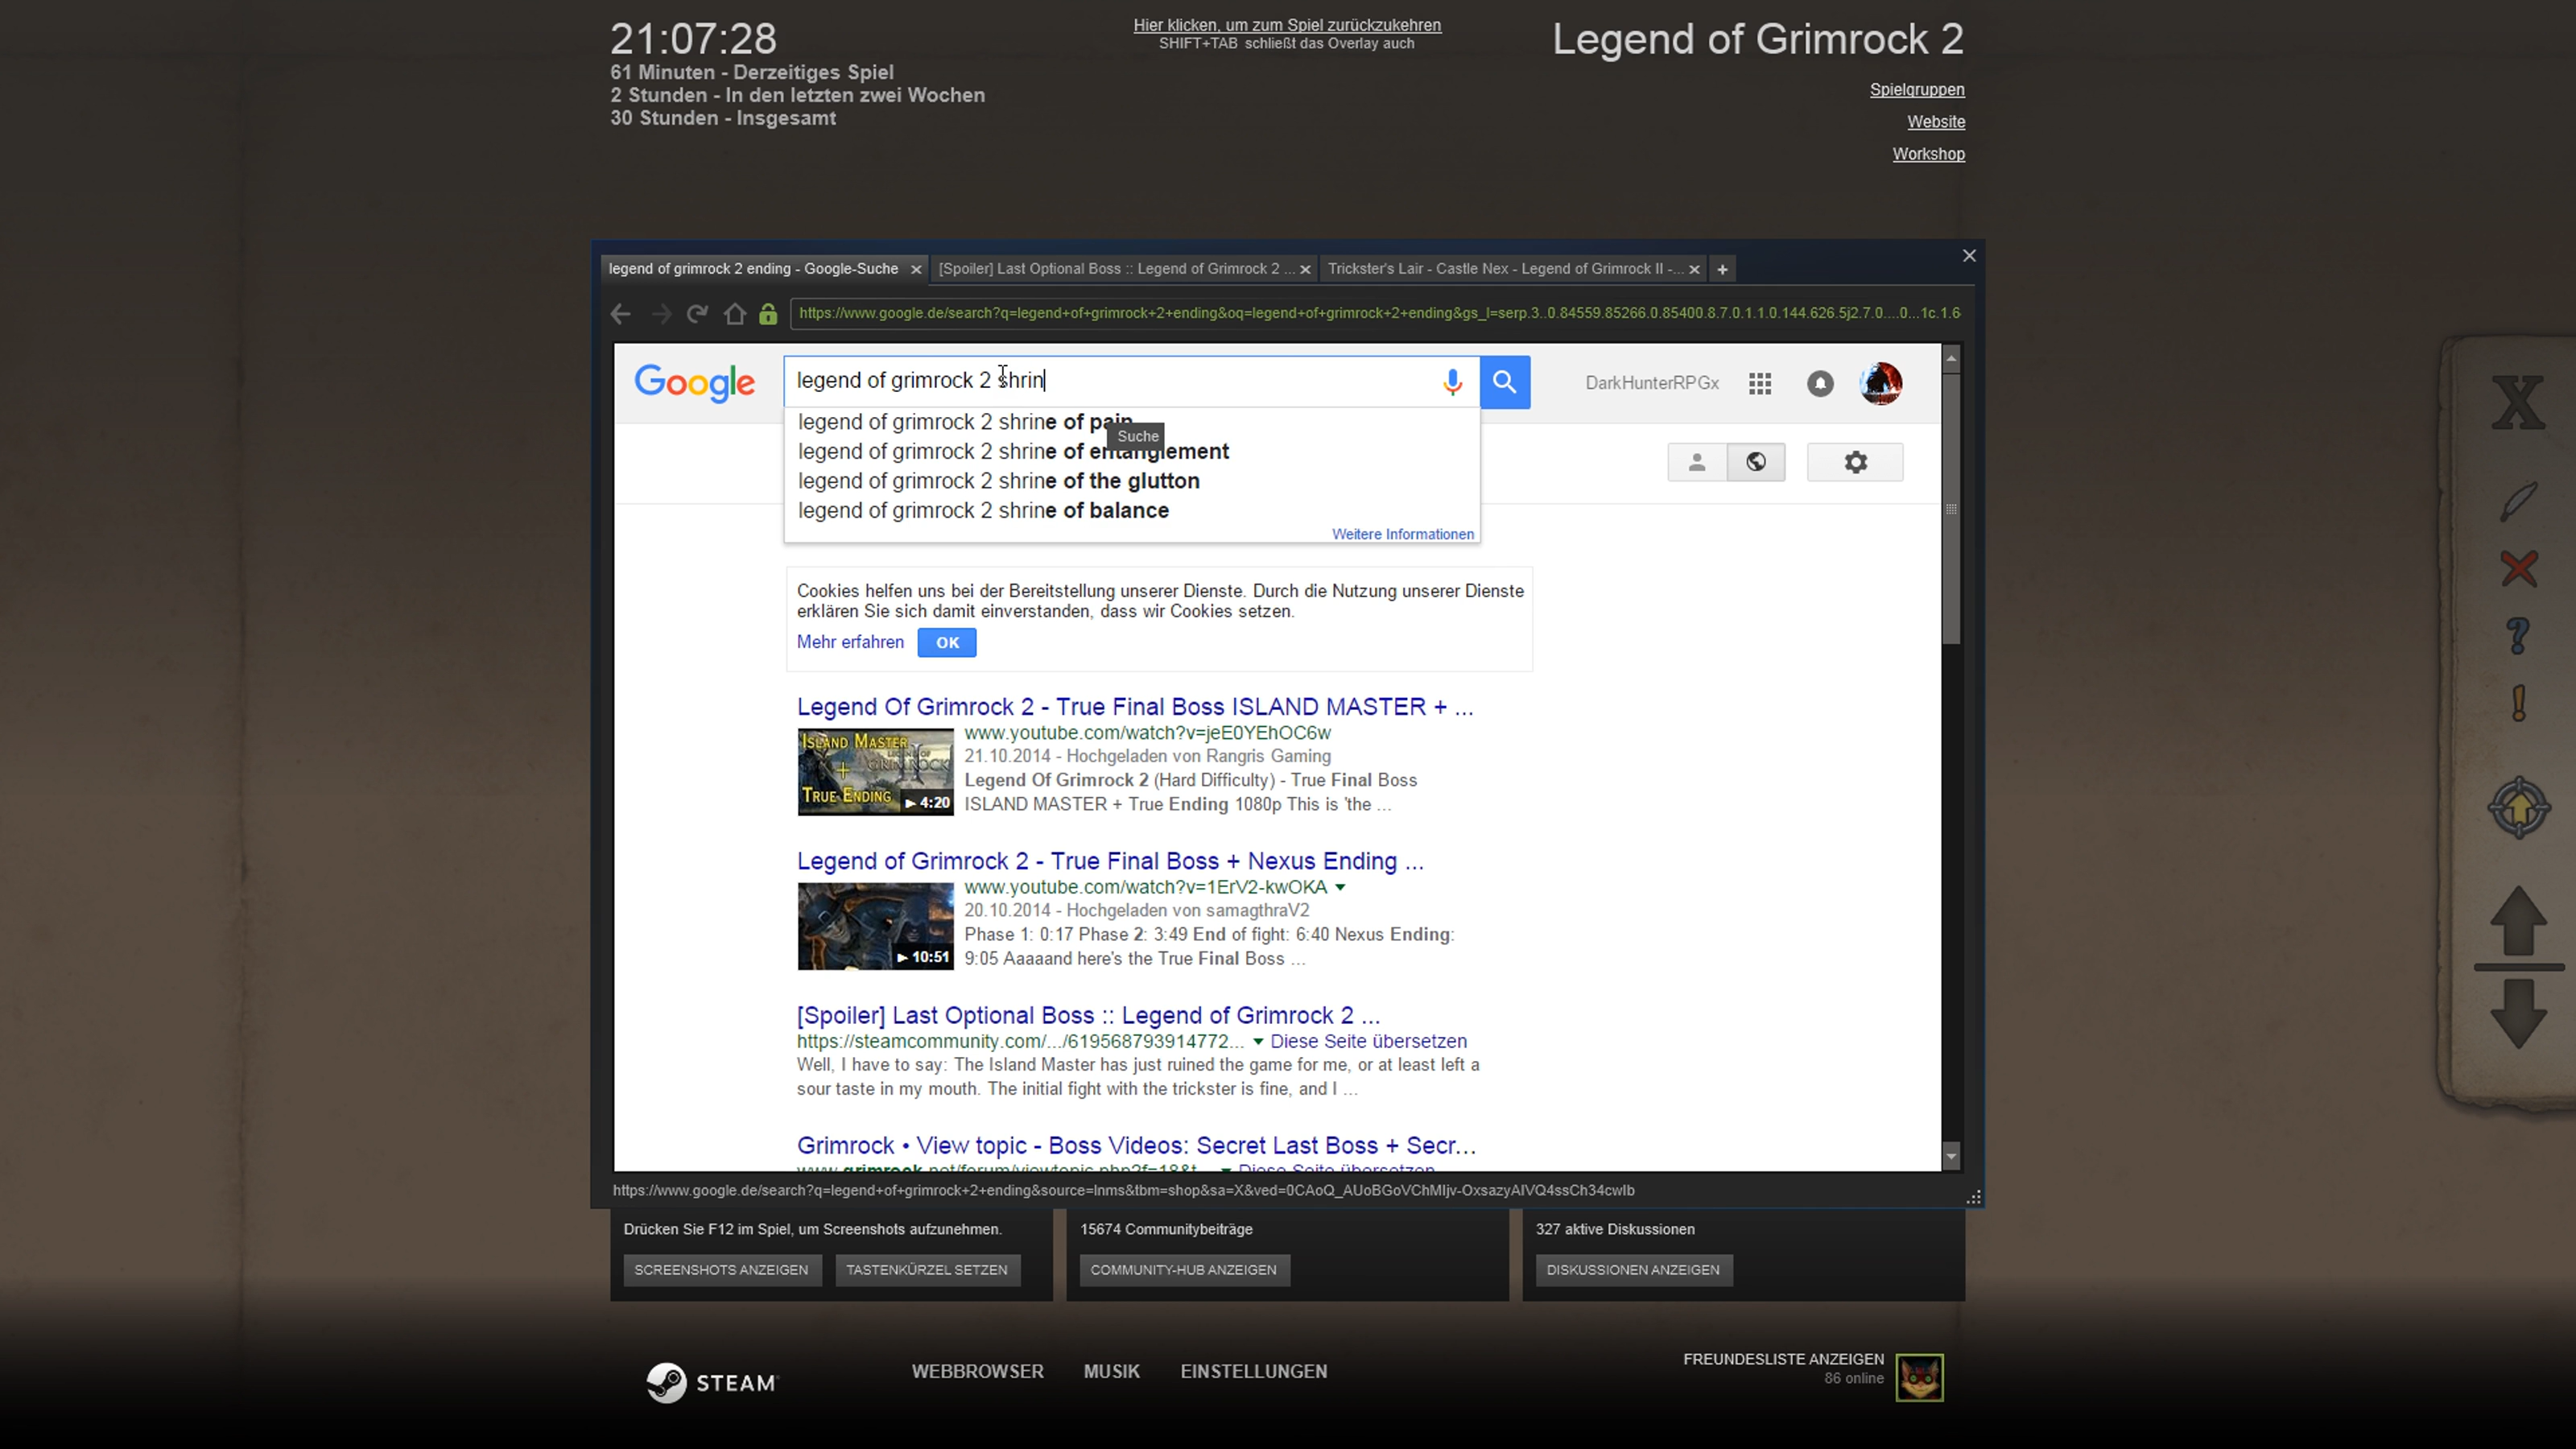 21:07:28
61 Minuten - Derzeitiges Spiel
2 Stunden - In den letzten zwei Wochen
30 Stunden - Insgesamt
Hier klicken, um zum Spiel zurückzukehren
SHIFT+TAB schließt das Overlay auch
Legend of Grimrock 2
Spielgruppen
Website
Workshop
legend of grimrock 2 ending - Google-Suche
[Spoiler] Last Optional Boss :: Legend of Grimrock 2 ...
Trickster's Lair - Castle Nex - Legend of Grimrock II -...
https://www.google.de/search?q=legend+of+grimrock+2+ending&oq=legend+of+grimrock+2+ending&gs_l=serp.3..0.84559.85266.0.85400.8.7.0.1.1.0.144.626.5j2.7.0....0...1c.1.6
Google
legend of grimrock 2 shrin
DarkHunterRPGx
legend of grimrock 2 shrine of pain
Suche
legend of grimrock 2 shrine of entanglement
legend of grimrock 2 shrine of the glutton
legend of grimrock 2 shrine of balance
Weitere Informationen
Cookies helfen uns bei der Bereitstellung unserer Dienste. Durch die Nutzung unserer Dienste
erklären Sie sich damit einverstanden, dass wir Cookies setzen.
Mehr erfahren
OK
Legend Of Grimrock 2 - True Final Boss ISLAND MASTER + ...
ISLAND MASTER
+
LEGEND OF
GRIMROCK II
TRUE ENDING
4:20
www.youtube.com/watch?v=jeE0YEhOC6w
21.10.2014 - Hochgeladen von Rangris Gaming
Legend Of Grimrock 2 (Hard Difficulty) - True Final Boss
ISLAND MASTER + True Ending 1080p This is 'the ...
Legend of Grimrock 2 - True Final Boss + Nexus Ending ...
10:51
www.youtube.com/watch?v=1ErV2-kwOKA
20.10.2014 - Hochgeladen von samagthraV2
Phase 1: 0:17 Phase 2: 3:49 End of fight: 6:40 Nexus Ending:
9:05 Aaaaand here's the True Final Boss ...
[Spoiler] Last Optional Boss :: Legend of Grimrock 2 ...
https://steamcommunity.com/.../619568793914772... Diese Seite übersetzen
Well, I have to say: The Island Master has just ruined the game for me, or at least left a
sour taste in my mouth. The initial fight with the trickster is fine, and I ...
Grimrock • View topic - Boss Videos: Secret Last Boss + Secr...
www.grimrock.net/forum/viewtopic.php?f=18&t... Diese Seite übersetzen
https://www.google.de/search?q=legend+of+grimrock+2+ending&source=lnms&tbm=shop&sa=X&ved=0CAoQ_AUoBGoVChMIjv-OxsazyAIVQ4ssCh34cwIb
Drücken Sie F12 im Spiel, um Screenshots aufzunehmen.
SCREENSHOTS ANZEIGEN
TASTENKÜRZEL SETZEN
15674 Communitybeiträge
COMMUNITY-HUB ANZEIGEN
327 aktive Diskussionen
DISKUSSIONEN ANZEIGEN
STEAM
WEBBROWSER
MUSIK
EINSTELLUNGEN
FREUNDESLISTE ANZEIGEN
86 online